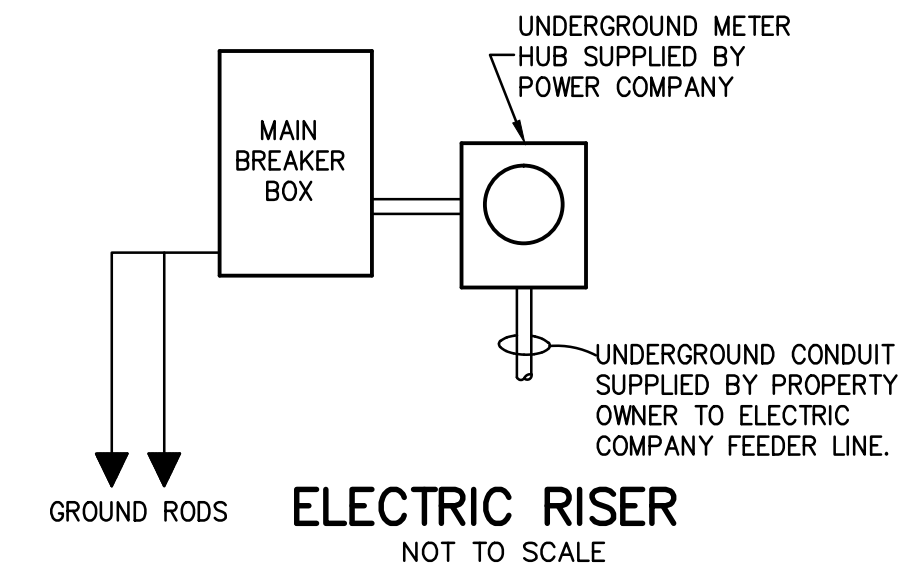 UNDERGROUND METER
HUB SUPPLIED BY
POWER COMPANY
MAIN
BREAKER
BOX
UNDERGROUND CONDUIT
SUPPLIED BY PROPERTY
OWNER TO ELECTRIC
COMPANY FEEDER LINE.
GROUND RODS
ELECTRIC RISER
NOT TO SCALE